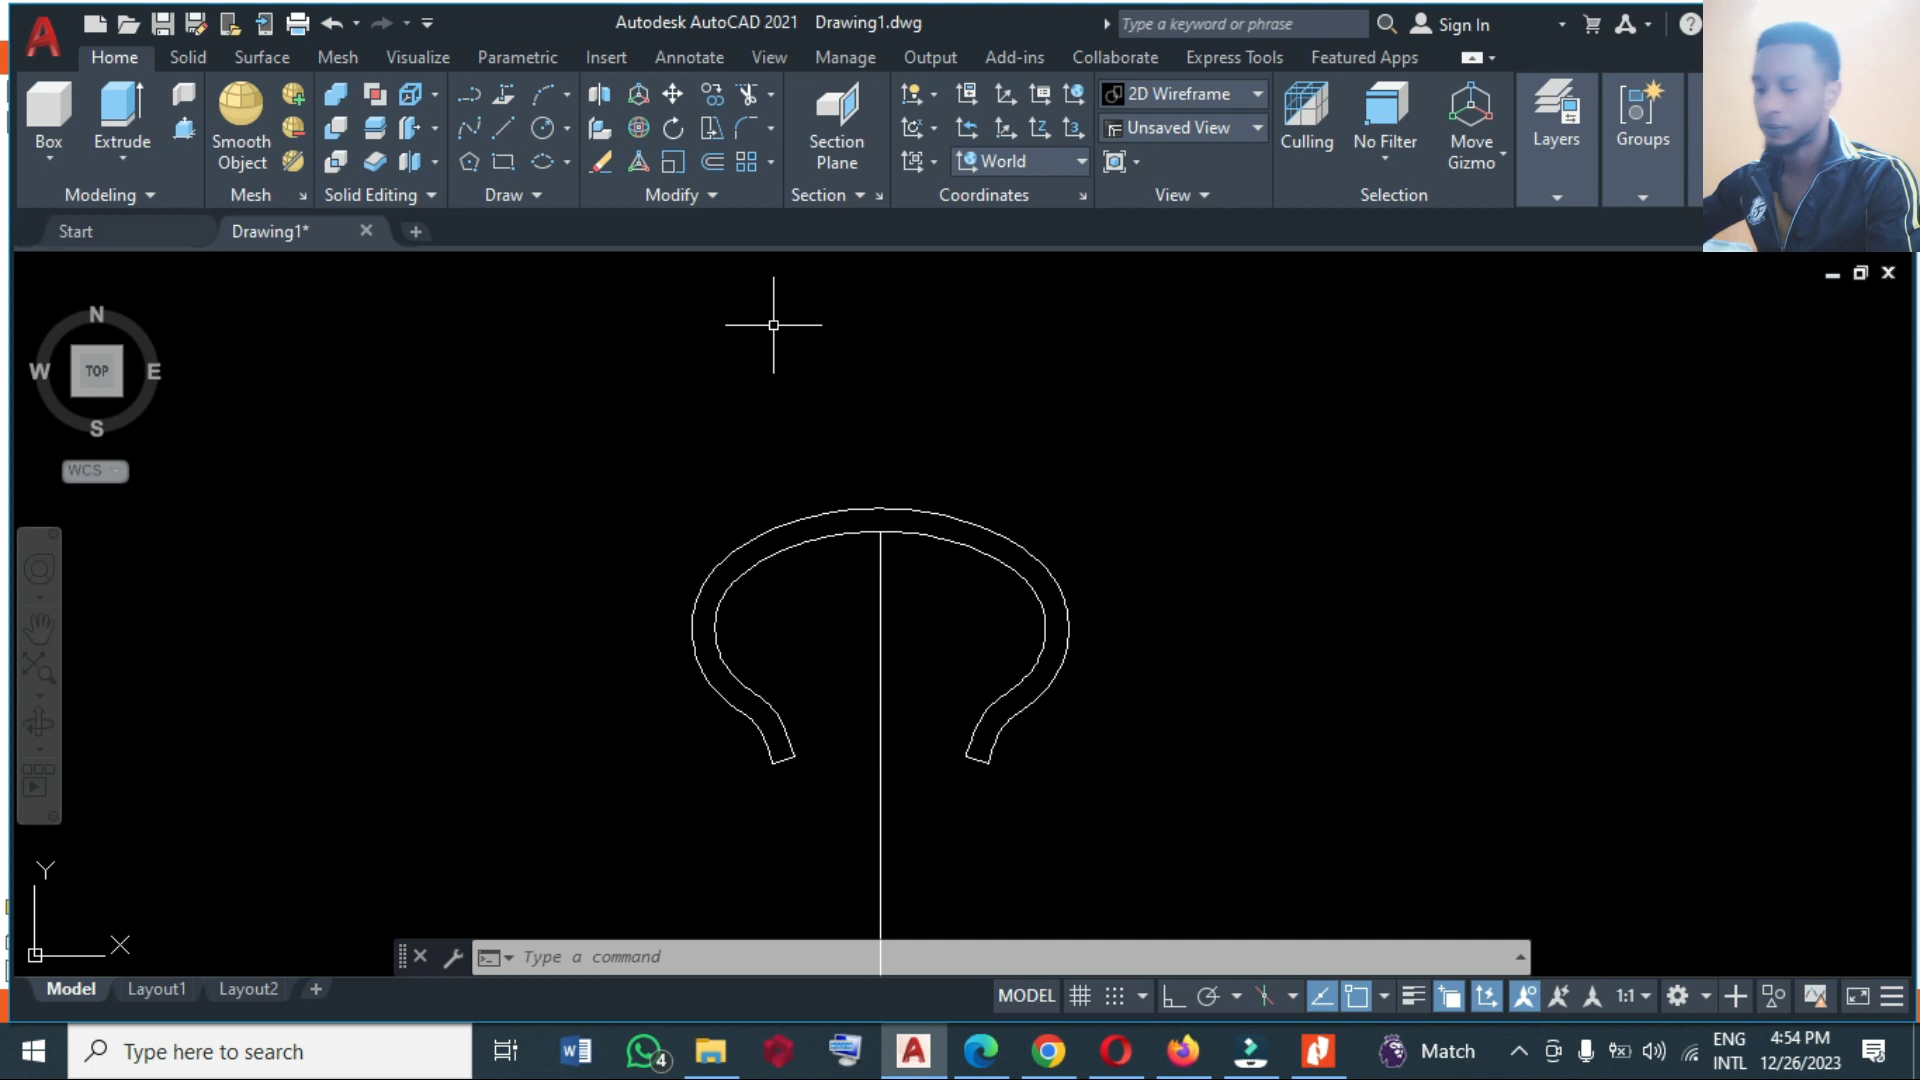 Autodesk AutoCAD 2021 Drawing1.dwg
Type a keyword or phrase
Sign In
Home Solid Surface Mesh Visualize Parametric Insert Annotate View Manage Output Add-ins Collaborate Express Tools Featured Apps
Box
Extrude
Smooth
Object
Section
Plane
2D Wireframe
Unsaved View
World
Culling
No Filter
Move
Gizmo
Layers
Groups
Modeling Mesh Solid Editing Draw Modify Section Coordinates View Selection
Start Drawing1*
N
W TOP E
S
WCS
Y
X
Type a command
Model Layout1 Layout2
MODEL 1:1
Type here to search
4
Match
ENG
INTL
4:54 PM
12/26/2023